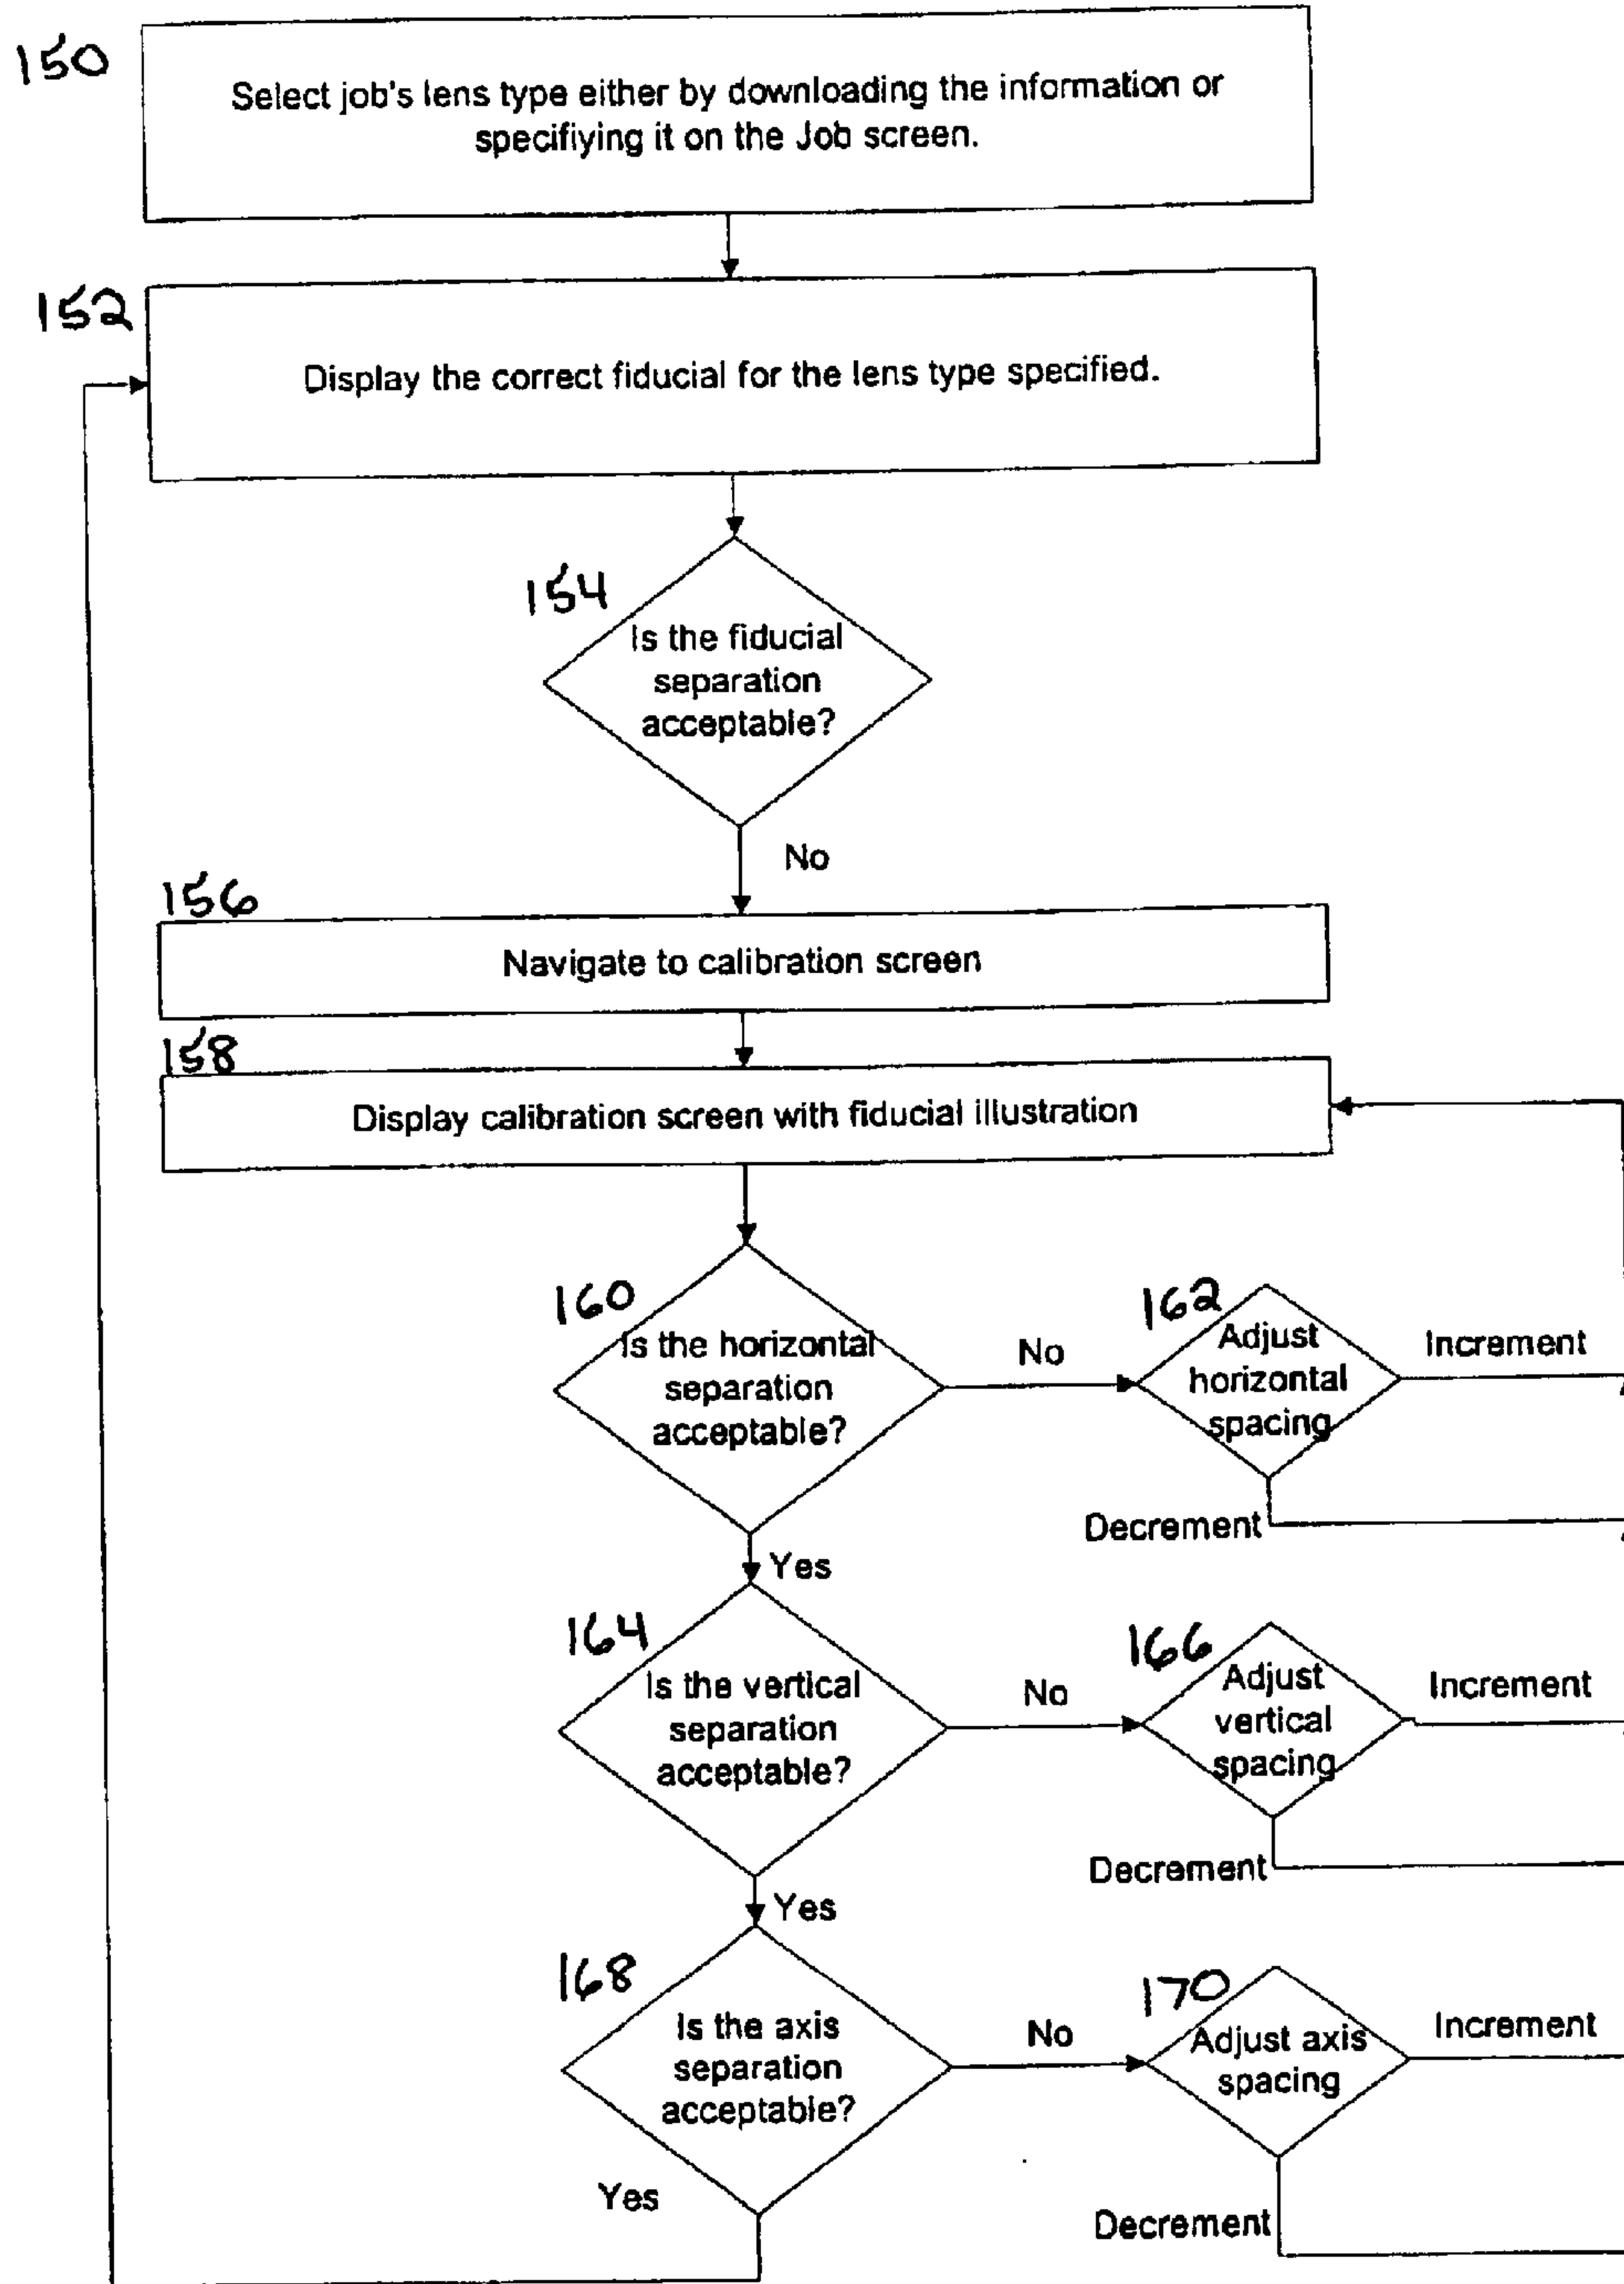 150
Select job's lens type either by downloading the information or
specifiying it on the Job screen.
152
Display the correct fiducial for the lens type specified.
154
Is the fiducial
separation
acceptable?
No
156
Navigate to calibration screen
158
Display calibration screen with fiducial illustration
160
Is the horizontal
separation
acceptable?
No
162
Adjust
horizontal
spacing
Increment
Decrement
Yes
164
Is the vertical
separation
acceptable?
No
166
Adjust
vertical
spacing
Increment
Decrement
Yes
168
Is the axis
separation
acceptable?
No
170
Adjust axis
spacing
Increment
Yes
Decrement